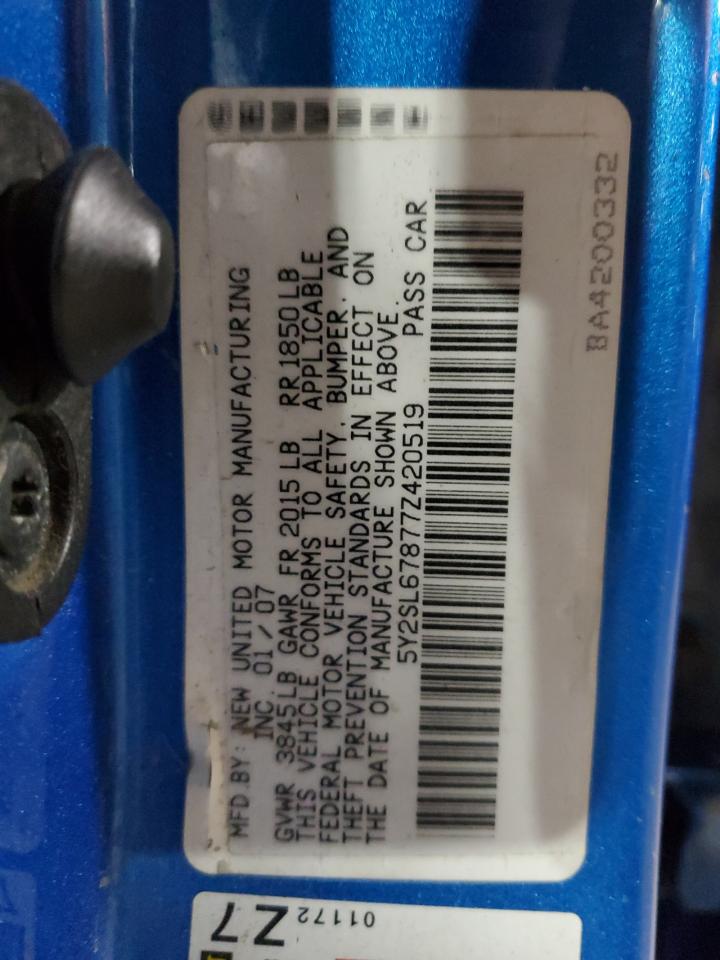 MFD.BY: NEW UNITED MOTOR MANUFACTURING
INC. 01/07
GVWR 3845LB GAWR FR 2015LB RR1850LB
THIS VEHICLE CONFORMS TO ALL APPLICABLE
FEDERAL MOTOR VEHICLE SAFETY, BUMPER, AND
THEFT PREVENTION STANDARDS IN EFFECT ON
THE DATE OF MANUFACTURE SHOWN ABOVE.
5Y2SL67877Z420519 PASS CAR
BA4200332
01172
Z7